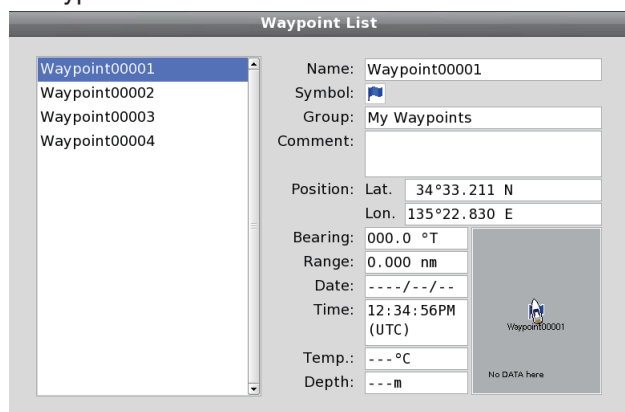 Waypoint List
Waypoint00001
Waypoint00002
Waypoint00003
Waypoint00004
Name: Waypoint00001
Symbol:
Group: My Waypoints
Comment:
Position: Lat. 34°33.211 N
Lon. 135°22.830 E
Bearing: 000.0 °T
Range: 0.000 nm
Date: ----/--/--
Time: 12:34:56PM
(UTC)
Temp.: ---°C
Depth: ---m
Waypoint00001
No DATA here